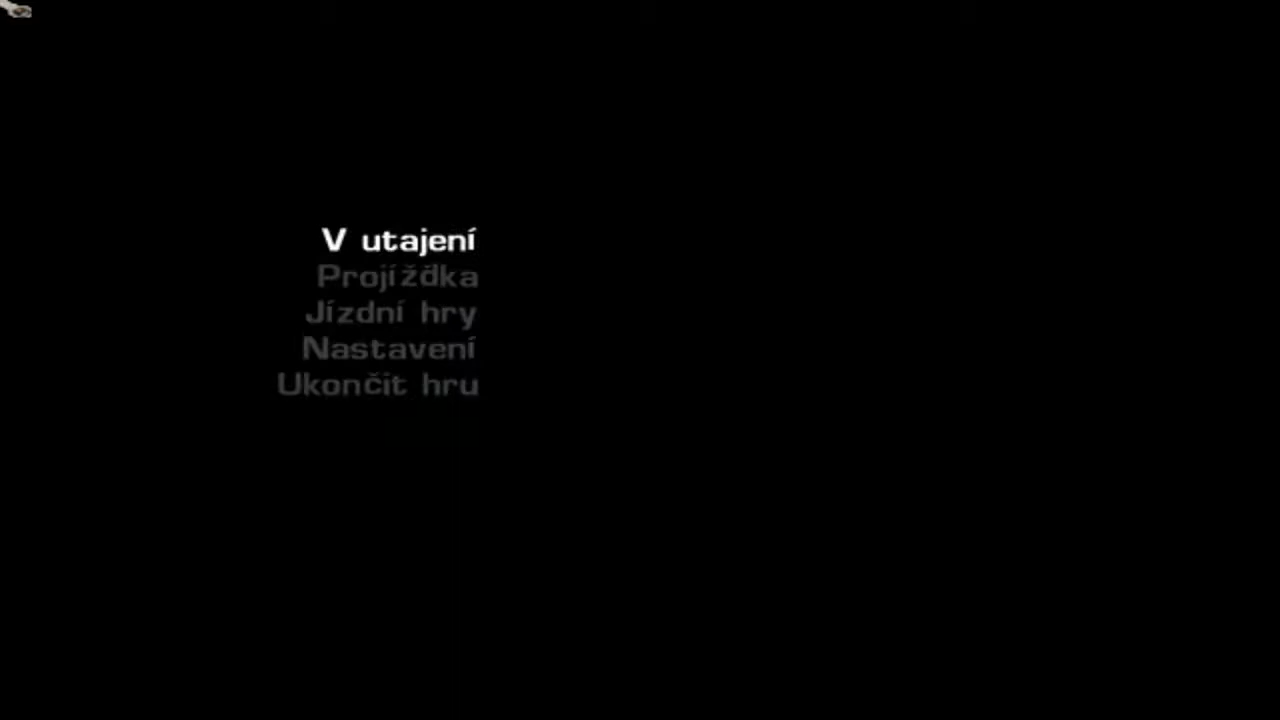 V utajení
Projížďka
Jízdní hry
Nastavení
Ukončit hru